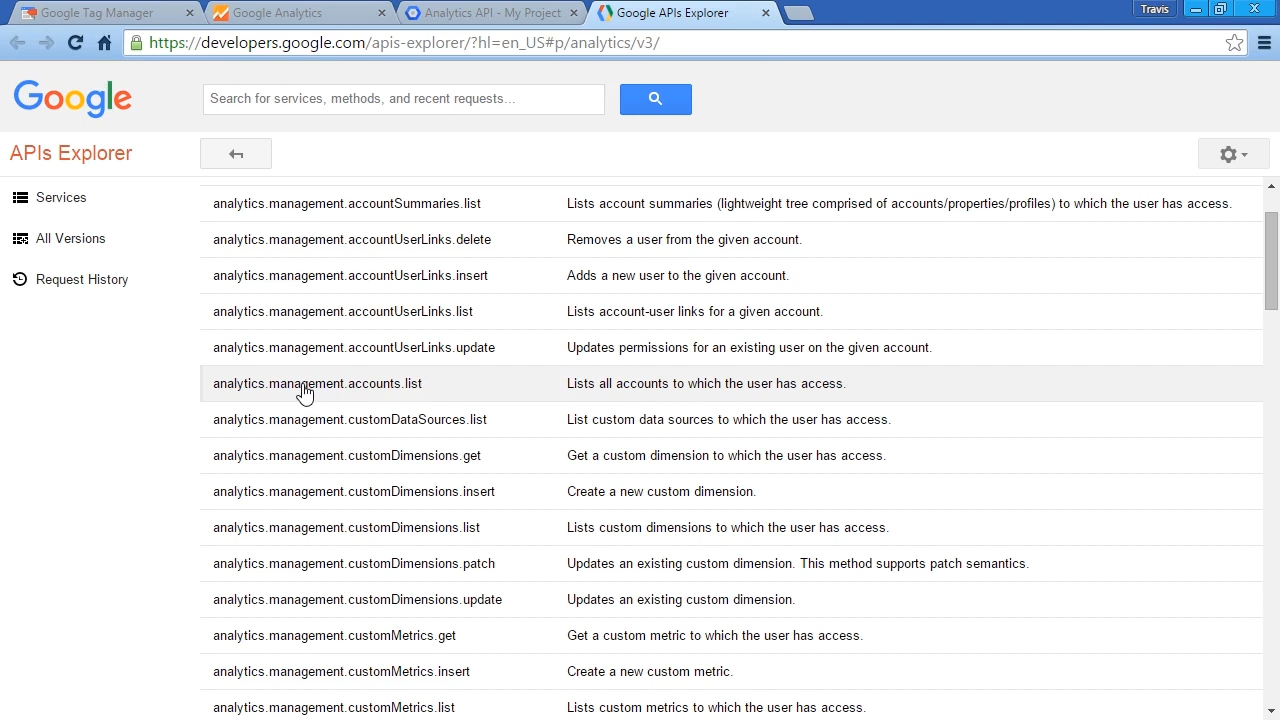 Google Tag Manager
Google Analytics
Analytics API - My Project
Google APIs Explorer
Travis
https://developers.google.com/apis-explorer/?hl=en_US#p/analytics/v3/
Google
Search for services, methods, and recent requests...
APIs Explorer
Services
All Versions
Request History
analytics.management.accountSummaries.list Lists account summaries (lightweight tree comprised of accounts/properties/profiles) to which the user has access.
analytics.management.accountUserLinks.delete Removes a user from the given account.
analytics.management.accountUserLinks.insert Adds a new user to the given account.
analytics.management.accountUserLinks.list Lists account-user links for a given account.
analytics.management.accountUserLinks.update Updates permissions for an existing user on the given account.
analytics.management.accounts.list Lists all accounts to which the user has access.
analytics.management.customDataSources.list List custom data sources to which the user has access.
analytics.management.customDimensions.get Get a custom dimension to which the user has access.
analytics.management.customDimensions.insert Create a new custom dimension.
analytics.management.customDimensions.list Lists custom dimensions to which the user has access.
analytics.management.customDimensions.patch Updates an existing custom dimension. This method supports patch semantics.
analytics.management.customDimensions.update Updates an existing custom dimension.
analytics.management.customMetrics.get Get a custom metric to which the user has access.
analytics.management.customMetrics.insert Create a new custom metric.
analytics.management.customMetrics.list Lists custom metrics to which the user has access.